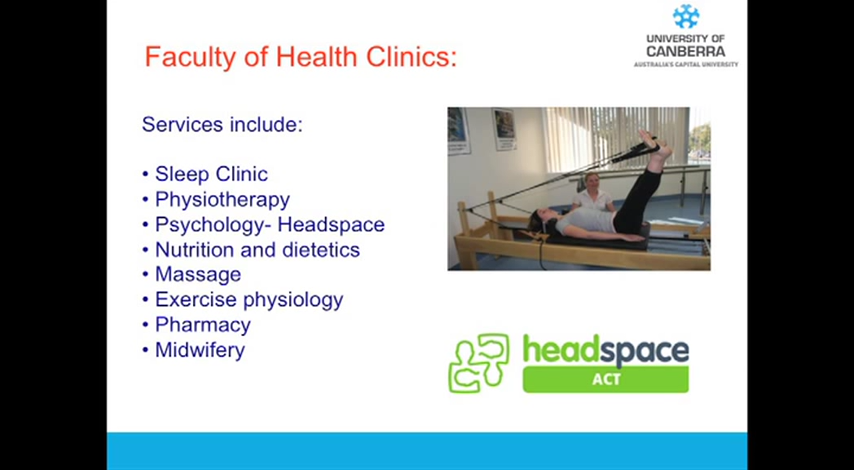 Faculty of Health Clinics:
UNIVERSITY OF
CANBERRA
AUSTRALIA'S CAPITAL UNIVERSITY
Services include:
• Sleep Clinic
• Physiotherapy
• Psychology- Headspace
• Nutrition and dietetics
• Massage
• Exercise physiology
• Pharmacy
• Midwifery
headspace
ACT